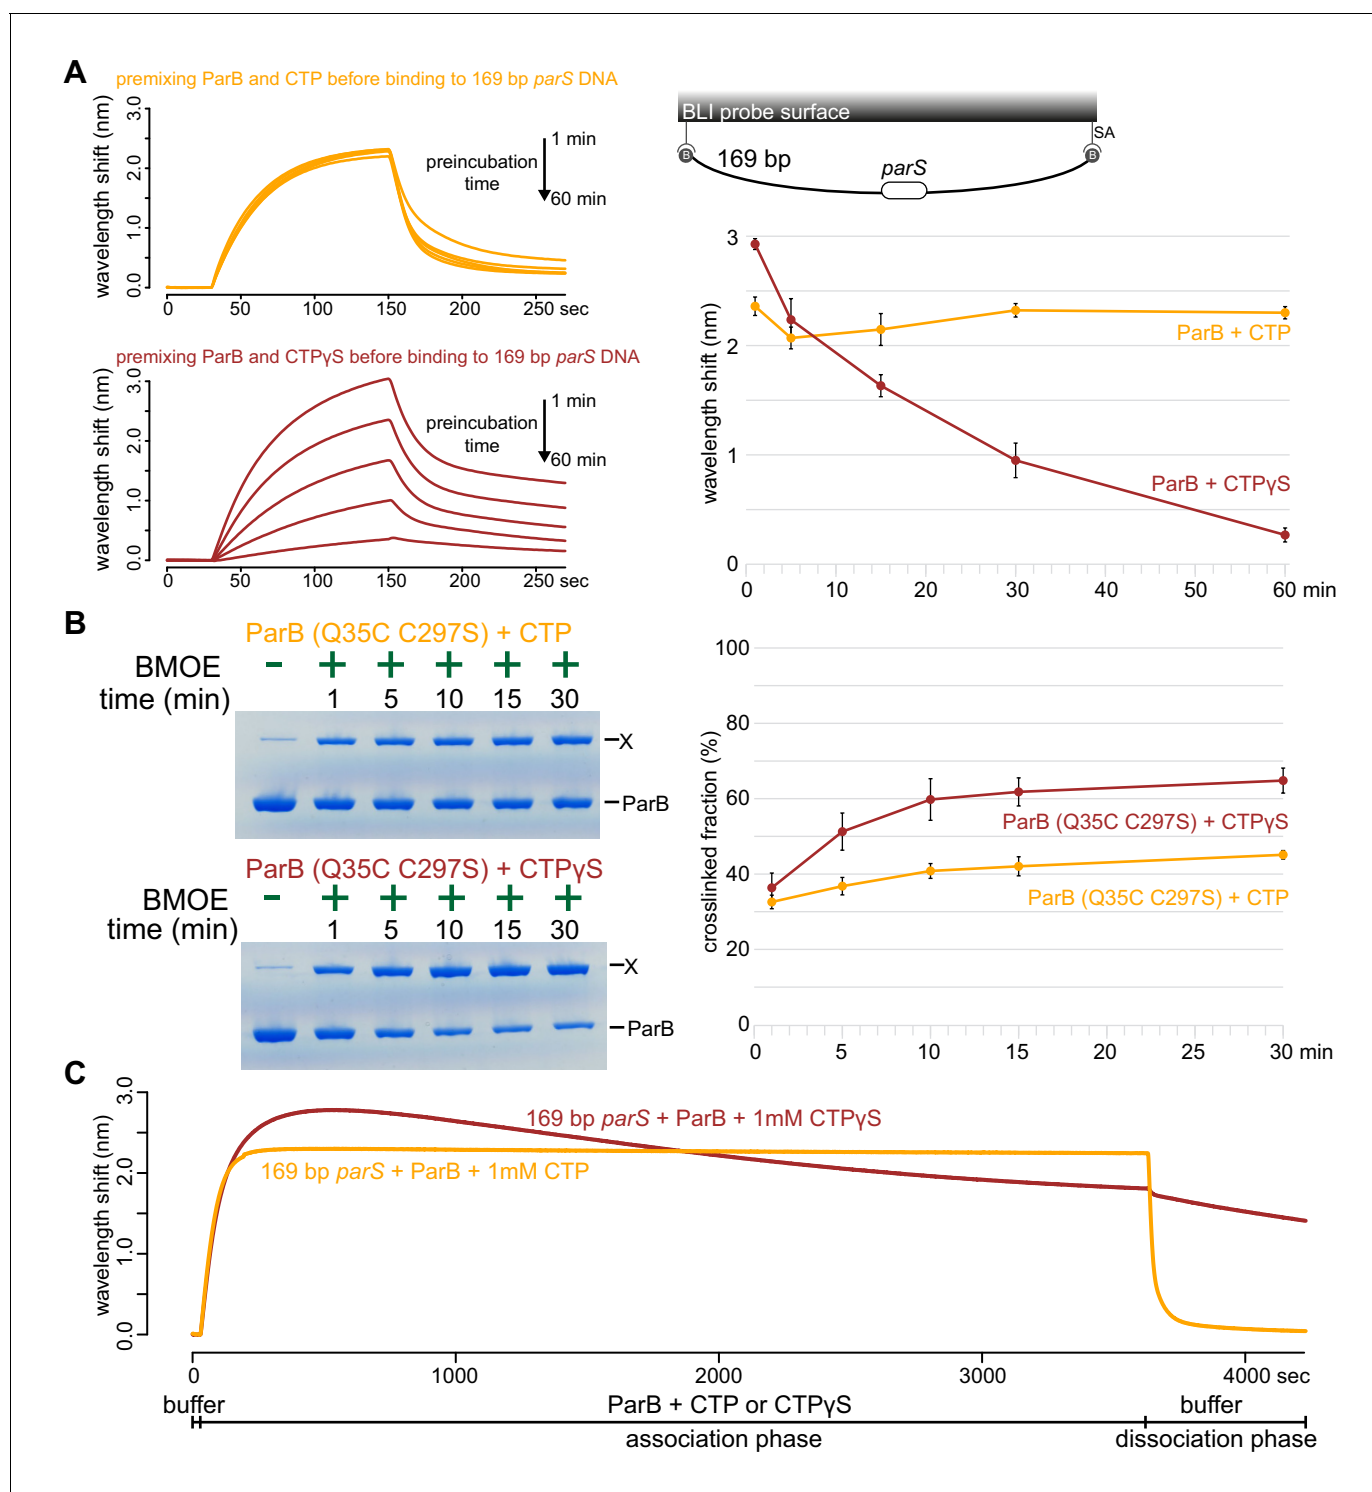 A
premixing ParB and CTP before binding to 169 bp parS DNA
wavelength shift (nm)
3.0
2.0
1.0
0.0
1 min
preincubation
time
60 min
0 50 100 150 200 250 sec
premixing ParB and CTPγS before binding to 169 bp parS DNA
wavelength shift (nm)
3.0
2.0
1.0
0.0
1 min
preincubation
time
60 min
0 50 100 150 200 250 sec
BLI probe surface
SA
B
B
169 bp
parS
wavelength shift (nm)
3
2
1
0
ParB + CTP
ParB + CTPγS
0 10 20 30 40 50 60 min
B
ParB (Q35C C297S) + CTP
BMOE - + + + + +
time (min) 1 5 10 15 30
X
ParB
ParB (Q35C C297S) + CTPγS
BMOE - + + + + +
time (min) 1 5 10 15 30
X
ParB
crosslinked fraction (%)
100
80
60
40
20
0
ParB (Q35C C297S) + CTPγS
ParB (Q35C C297S) + CTP
0 5 10 15 20 25 30 min
C
wavelength shift (nm)
3.0
2.0
1.0
0.0
169 bp parS + ParB + 1mM CTPγS
169 bp parS + ParB + 1mM CTP
0 1000 2000 3000 4000 sec
buffer ParB + CTP or CTPγS buffer
association phase dissociation phase